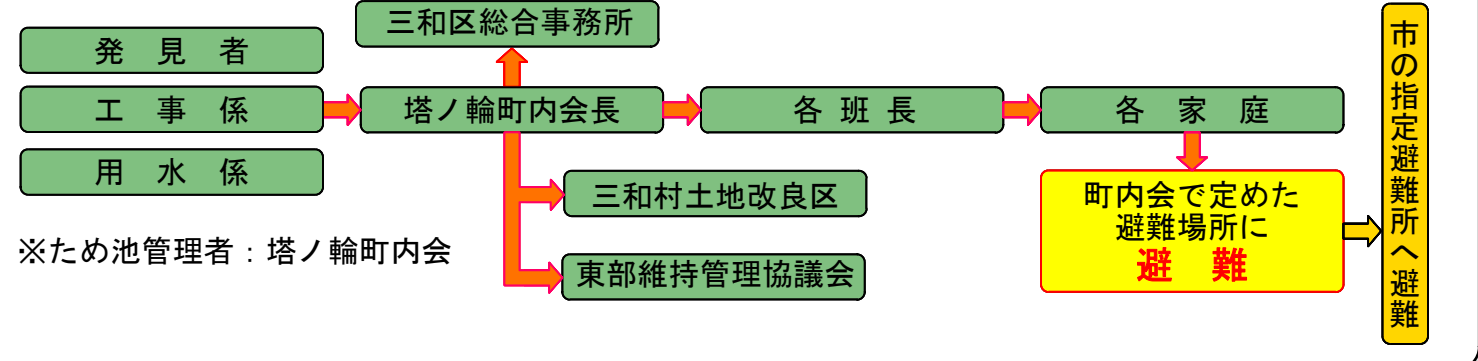 発見者
工事係
用水係
三和区総合事務所
塔ノ輪町内会長
各班長
各家庭
三和村土地改良区
東部維持管理協議会
町内会で定めた
避難場所に
避難
市の指定避難所へ避難
※ため池管理者：塔ノ輪町内会